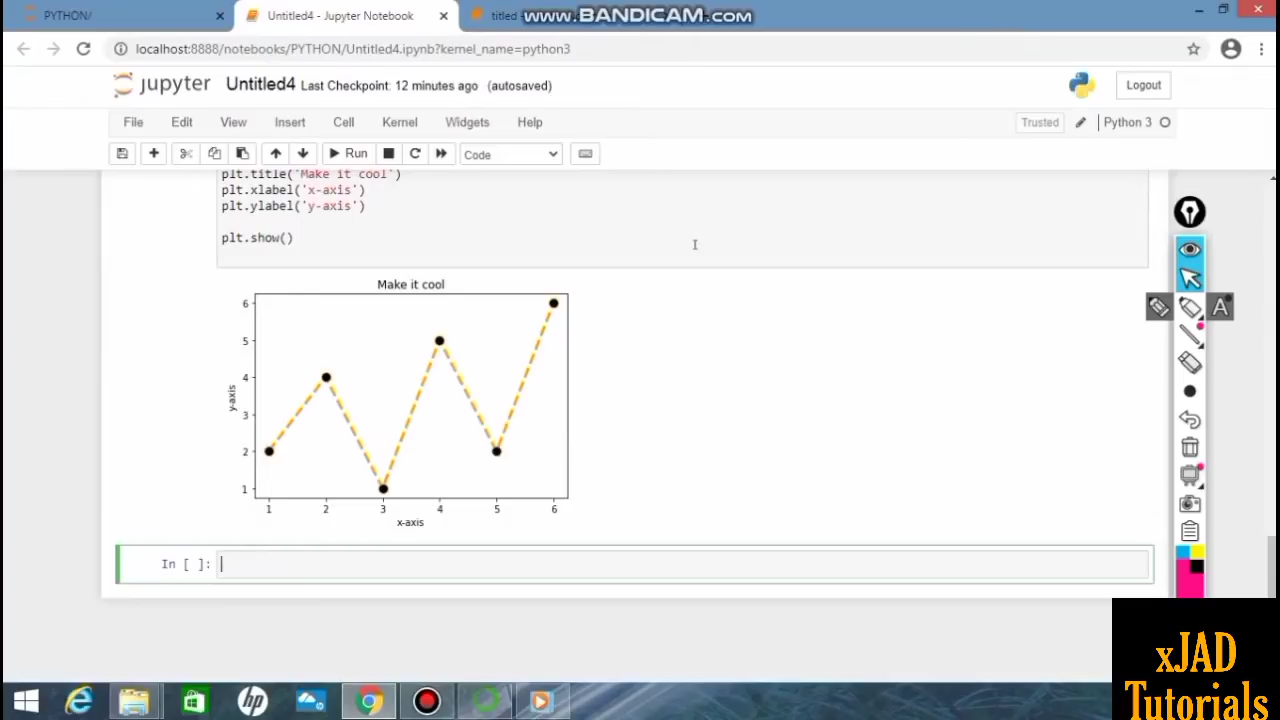 PYTHON/
Untitled4 - Jupyter Notebook
titled
www.BANDICAM.com
localhost:8888/notebooks/PYTHON/Untitled4.ipynb?kernel_name=python3
jupyter Untitled4 Last Checkpoint: 12 minutes ago (autosaved)
Logout
File Edit View Insert Cell Kernel Widgets Help
Trusted
Python 3
Run
Code
plt.title('Make it cool')
plt.xlabel('x-axis')
plt.ylabel('y-axis')
plt.show()
A
Make it cool
6
5
4
3
2
1
y-axis
1 2 3 4 5 6
x-axis
In [ ]:
xJAD
Tutorials
hp